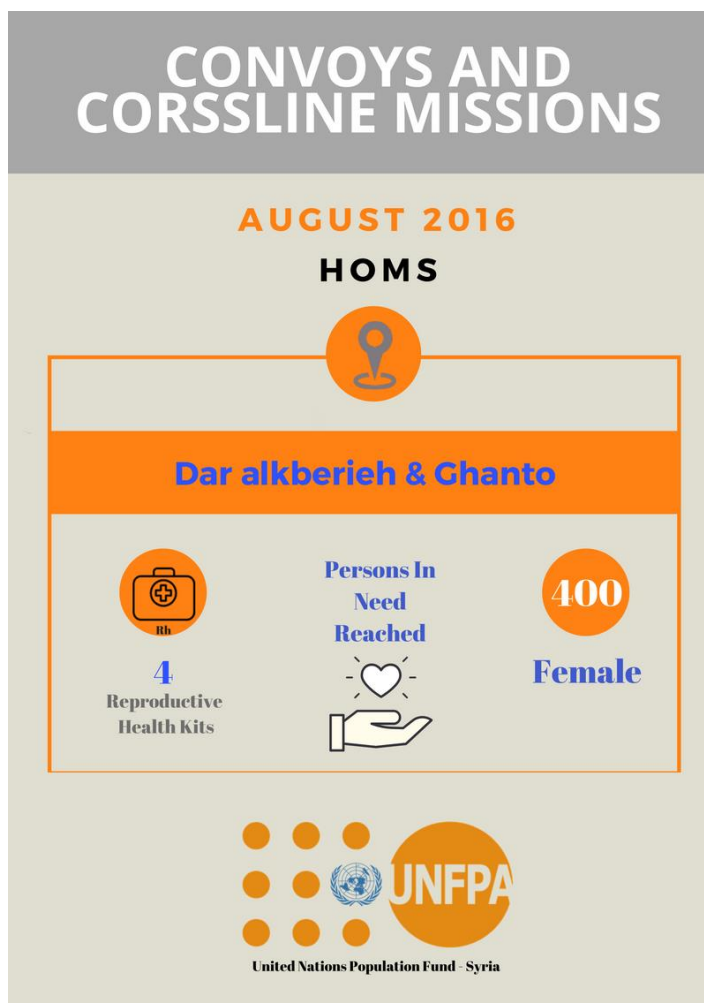 CONVOYS AND
CORSSLINE MISSIONS
AUGUST 2016
HOMS
Dar alkberieh & Ghanto
Rh
4
Reproductive
Health Kits
Persons In
Need
Reached
400
Female
UNFPA
United Nations Population Fund - Syria